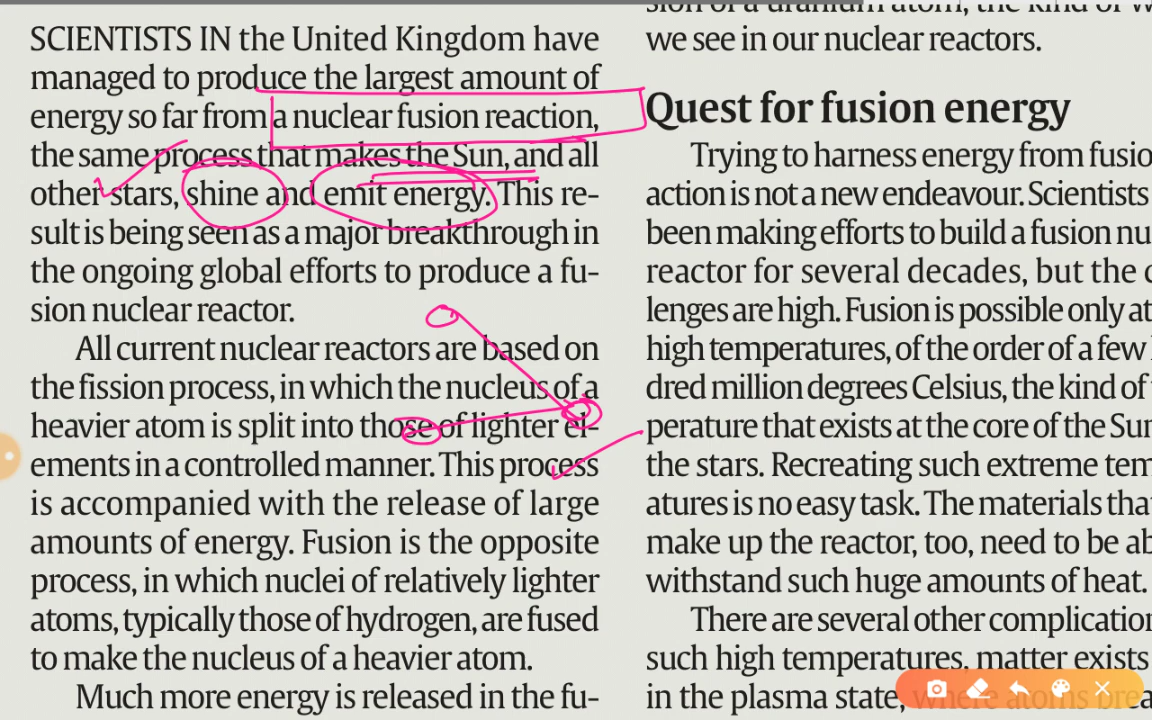 SCIENTISTS IN the United Kingdom have
managed to produce the largest amount of
energy so far from a nuclear fusion reaction,
the same process that makes the Sun, and all
other stars, shine and emit energy. This re-
sult is being seen as a major breakthrough in
the ongoing global efforts to produce a fu-
sion nuclear reactor.
All current nuclear reactors are based on
the fission process, in which the nucleus of a
heavier atom is split into those of lighter el-
ements in a controlled manner. This process
is accompanied with the release of large
amounts of energy. Fusion is the opposite
process, in which nuclei of relatively lighter
atoms, typically those of hydrogen, are fused
to make the nucleus of a heavier atom.
Much more energy is released in the fu-
sion of a uranium atom, the kind of
we see in our nuclear reactors.
Quest for fusion energy
Trying to harness energy from fusio
action is not a new endeavour. Scientists
been making efforts to build a fusion nu
reactor for several decades, but the
lenges are high. Fusion is possible only at
high temperatures, of the order of a few
dred million degrees Celsius, the kind of
perature that exists at the core of the Sun
the stars. Recreating such extreme tem
atures is no easy task. The materials that
make up the reactor, too, need to be ab
withstand such huge amounts of heat.
There are several other complication
such high temperatures, matter exists
in the plasma state, where atoms brea